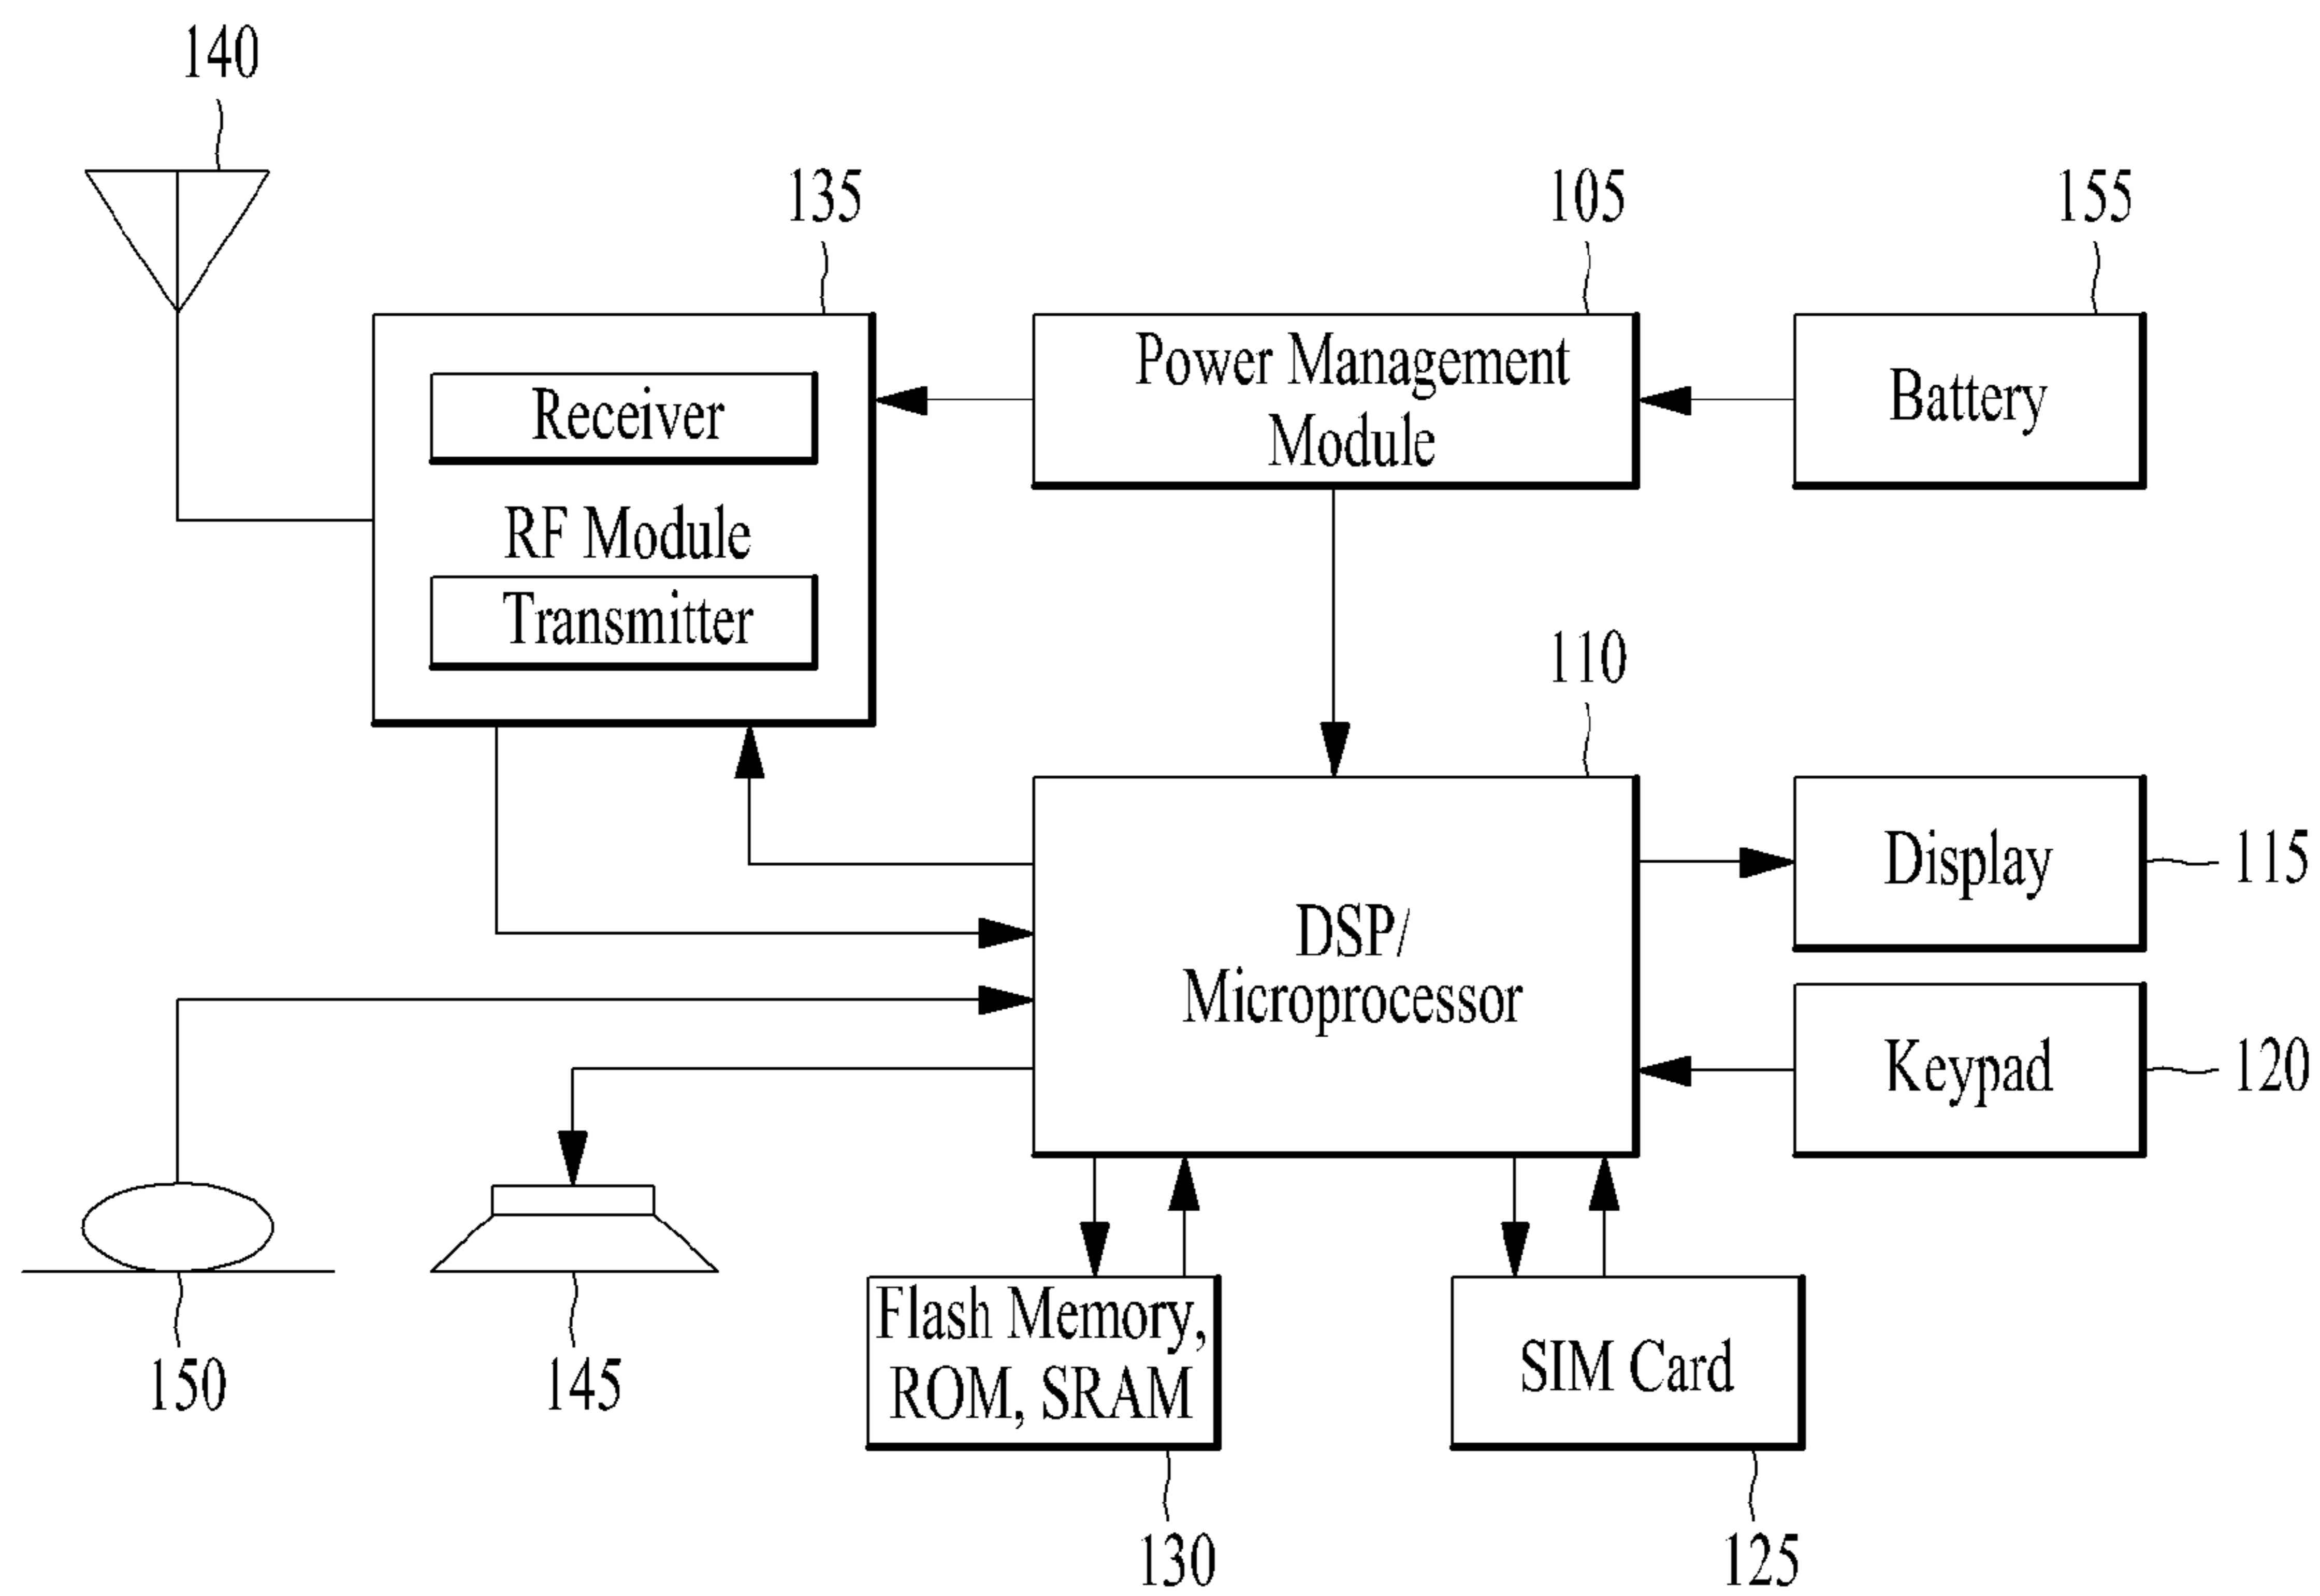 140
135
105
155
Power Management
Module
Battery
Receiver
RF Module
Transmitter
110
Display
115
DSP/
Microprocessor
Keypad
120
Flash Memory,
ROM, SRAM
SIM Card
150
145
130
125